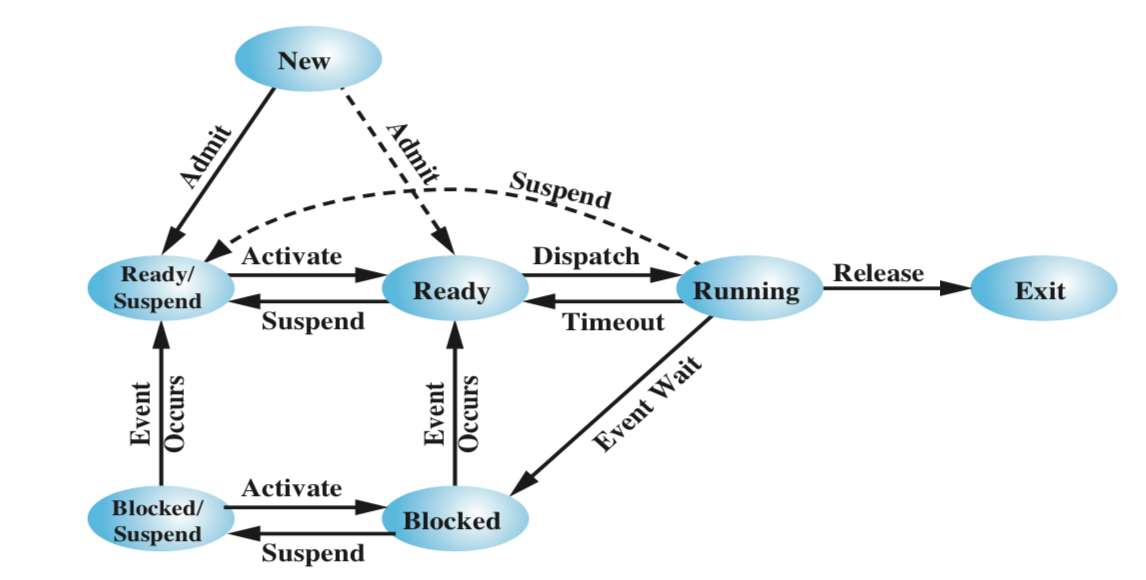 New
Admit
Admit
Suspend
Ready/
Suspend
Activate
Suspend
Ready
Dispatch
Timeout
Running
Release
Exit
Event
Occurs
Event
Occurs
Event Wait
Blocked/
Suspend
Activate
Suspend
Blocked